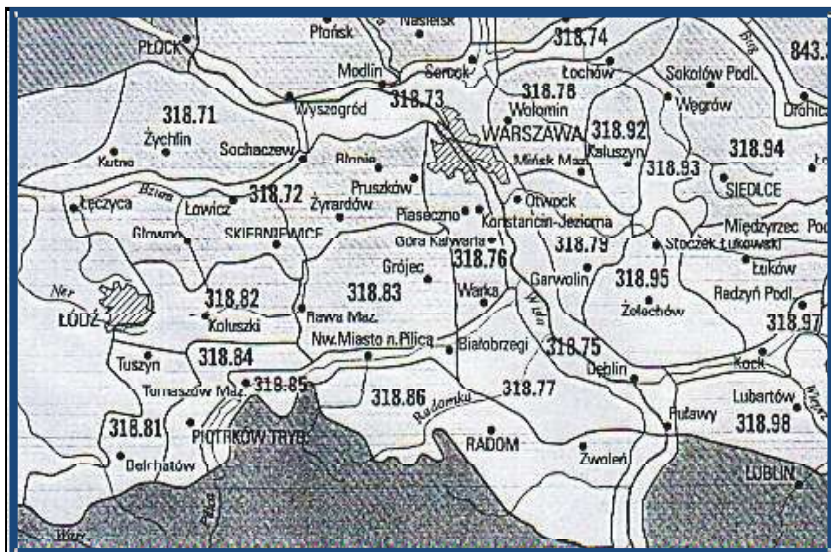 Płońsk
Nasielsk
PŁOCK
318.74
Bug
843.
Modlin
Serock
Łochów
Sokołów Podl.
318.78
318.73
Wyszogród
Węgrów
Drohic
318.71
Wołomin
WARSZAWA
318.92
Żychlin
Kałuszyn
318.94
Kutno
Sochaczew
Błonie
Mińsk Maz.
318.93
Pruszków
SIEDLCE
Bzura
318.72
Otwock
Łęczyca
Łowicz
Żyrardów
Piaseczno
Konstancin-Jeziorna
Międzyrzec Pod
Głowno
SKIERNIEWICE
Góra Kalwaria
318.79
Stoczek Łukowski
318.76
Grójec
Garwolin
318.95
Łuków
Ner
318.82
318.83
Warka
Wisła
Żelechów
Radzyń Podl.
ŁÓDŹ
Koluszki
Rawa Maz.
318.97
Nw.Miasto n.Pilicą
Białobrzegi
318.75
Tuszyn
318.84
Kock
Tomaszów Maz.
318.85
Dęblin
318.86
318.77
Radomka
Lubartów
Wieprz
318.81
PIOTRKÓW TRYB.
Puławy
318.98
RADOM
Bełchatów
Zwoleń
LUBLIN
Pilica